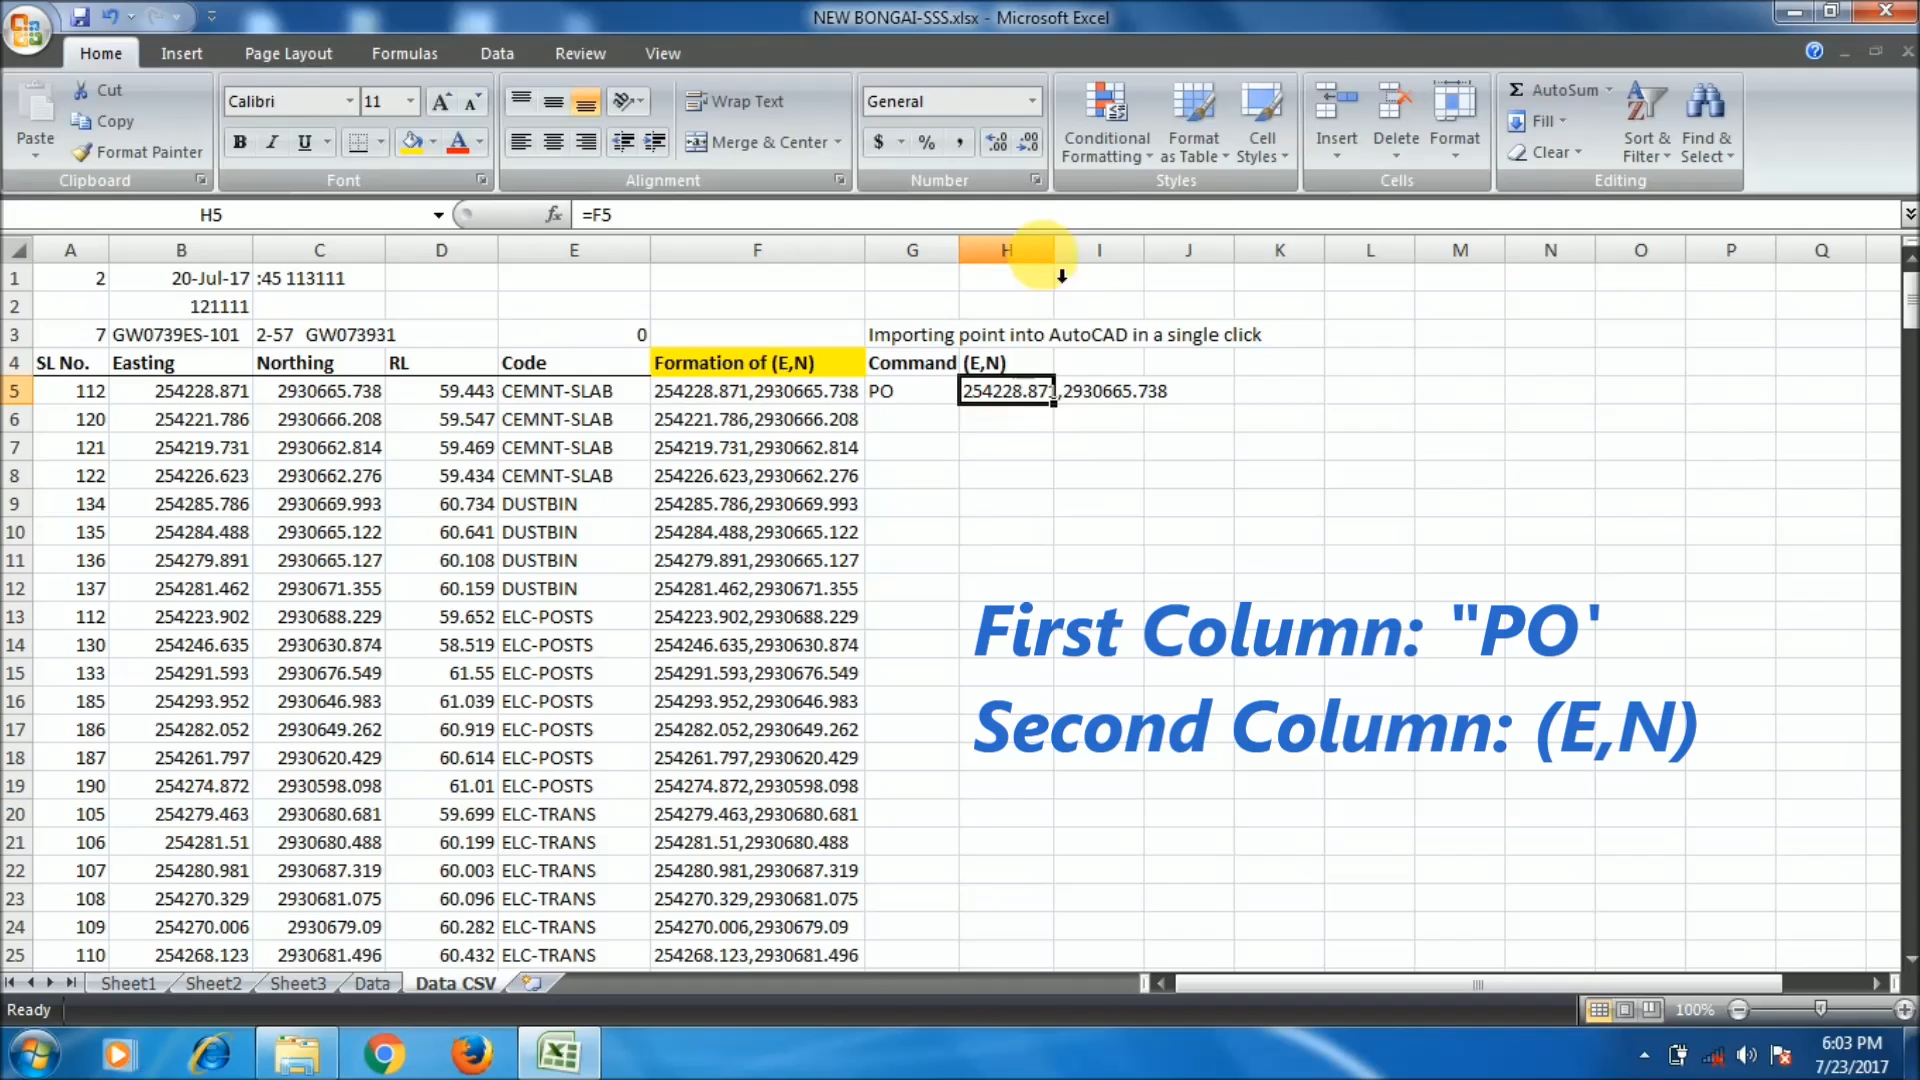 NEW BONGAI-SSS.xlsx - Microsoft Excel
Home Insert Page Layout Formulas Data Review View
Paste
Cut
Copy
Format Painter
Clipboard
Calibri 11
B I U A
Font
Wrap Text
Merge & Center
Alignment
General
$ % , .0 .00 .00 .0
Number
Conditional Formatting
Format as Table
Cell Styles
Styles
Insert Delete Format
Cells
Σ AutoSum
Fill
Clear
Sort & Filter
Find & Select
Editing
H5 fx =F5
A B C D E F G H I J K L M N O P Q
1 2 20-Jul-17 :45 113111
2 121111
3 7 GW0739ES-101 2-57 GW073931 0 Importing point into AutoCAD in a single click
4 SL No. Easting Northing RL Code Formation of (E,N) Command (E,N)
5 112 254228.871 2930665.738 59.443 CEMNT-SLAB 254228.871,2930665.738 PO 254228.871,2930665.738
6 120 254221.786 2930666.208 59.547 CEMNT-SLAB 254221.786,2930666.208
7 121 254219.731 2930662.814 59.469 CEMNT-SLAB 254219.731,2930662.814
8 122 254226.623 2930662.276 59.434 CEMNT-SLAB 254226.623,2930662.276
9 134 254285.786 2930669.993 60.734 DUSTBIN 254285.786,2930669.993
10 135 254284.488 2930665.122 60.641 DUSTBIN 254284.488,2930665.122
11 136 254279.891 2930665.127 60.108 DUSTBIN 254279.891,2930665.127
12 137 254281.462 2930671.355 60.159 DUSTBIN 254281.462,2930671.355
13 112 254223.902 2930688.229 59.652 ELC-POSTS 254223.902,2930688.229
14 130 254246.635 2930630.874 58.519 ELC-POSTS 254246.635,2930630.874
15 133 254291.593 2930676.549 61.55 ELC-POSTS 254291.593,2930676.549
16 185 254293.952 2930646.983 61.039 ELC-POSTS 254293.952,2930646.983
17 186 254282.052 2930649.262 60.919 ELC-POSTS 254282.052,2930649.262
18 187 254261.797 2930620.429 60.614 ELC-POSTS 254261.797,2930620.429
19 190 254274.872 2930598.098 61.01 ELC-POSTS 254274.872,2930598.098
20 105 254279.463 2930680.681 59.699 ELC-TRANS 254279.463,2930680.681
21 106 254281.51 2930680.488 60.199 ELC-TRANS 254281.51,2930680.488
22 107 254280.981 2930687.319 60.003 ELC-TRANS 254280.981,2930687.319
23 108 254270.329 2930681.075 60.096 ELC-TRANS 254270.329,2930681.075
24 109 254270.006 2930679.09 60.282 ELC-TRANS 254270.006,2930679.09
25 110 254268.123 2930681.496 60.432 ELC-TRANS 254268.123,2930681.496
First Column: "PO'
Second Column: (E,N)
Sheet1 Sheet2 Sheet3 Data Data CSV
Ready 100%
6:03 PM
7/23/2017